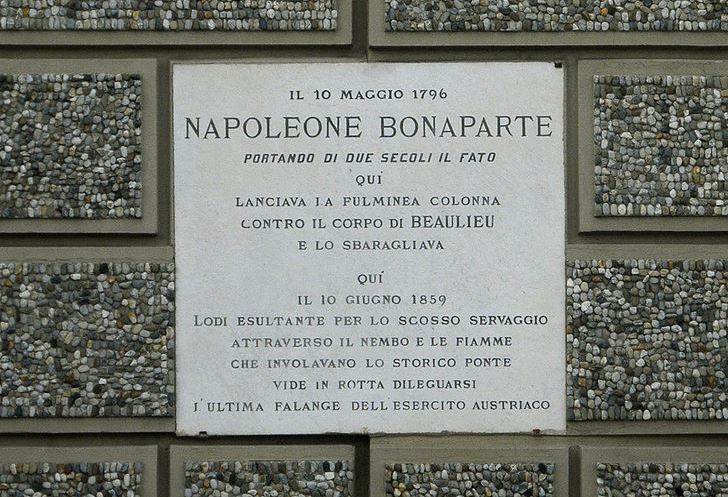 IL 10 MAGGIO 1796
NAPOLEONE BONAPARTE
PORTANDO DI DUE SECOLI IL FATO
QUÍ
LANCIAVA LA FULMINEA COLONNA
CONTRO IL CORPO DI BEAULIEU
E LO SBARAGLIAVA
QUÍ
IL 10 GIUGNO 1859
LODI ESULTANTE PER LO SCOSSO SERVAGGIO
ATTRAVERSO IL NEMBO E LE FIAMME
CHE INVOLAVANO LO STORICO PONTE
VIDE IN ROTTA DILEGUARSI
L'ULTIMA FALANGE DELL'ESERCITO AUSTRIACO